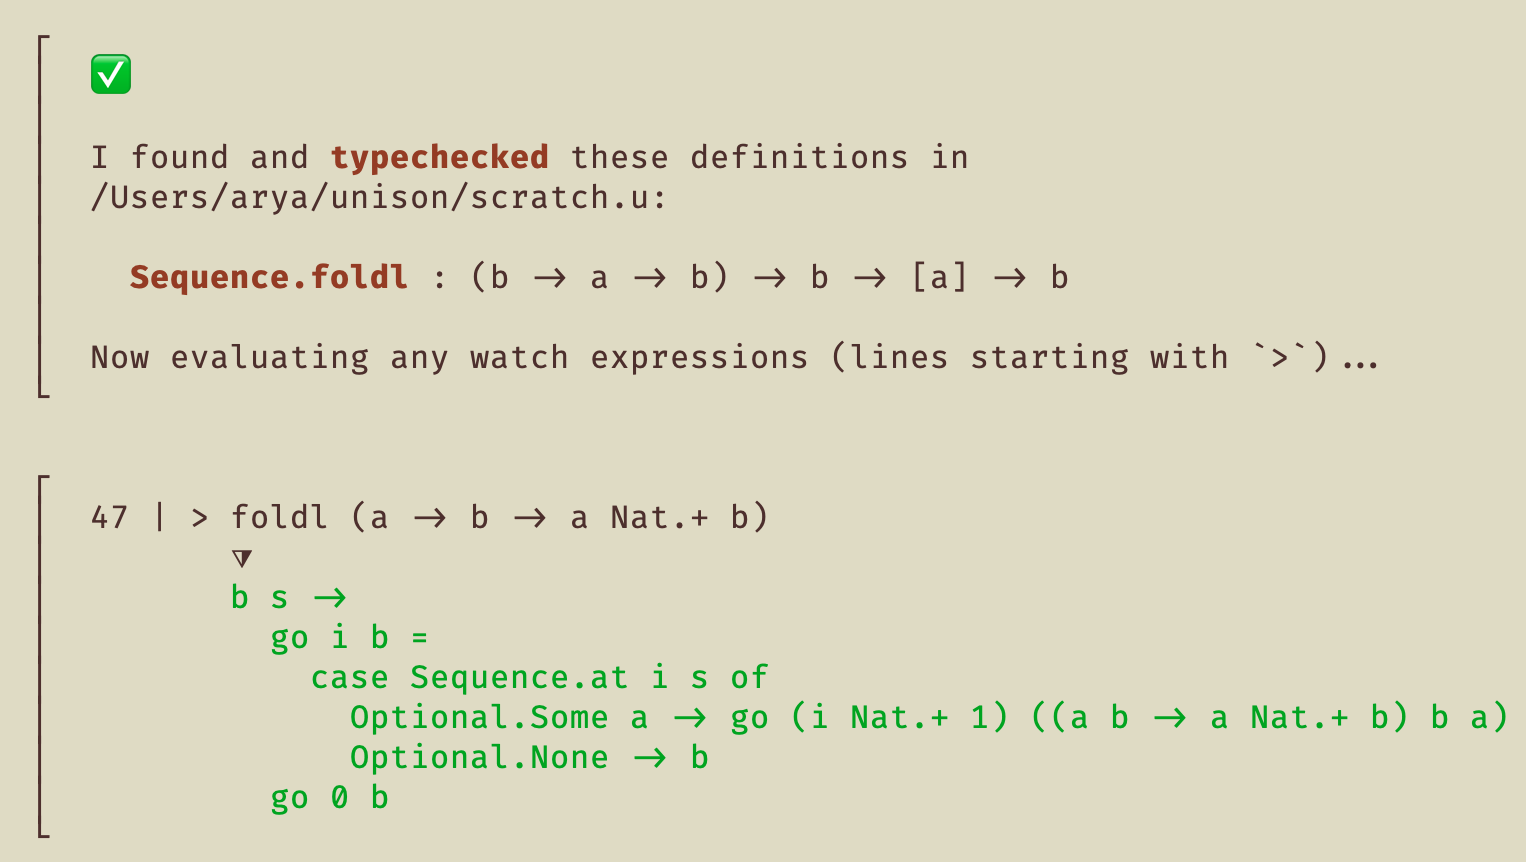 ✅
I found and typechecked these definitions in
/Users/arya/unison/scratch.u:
Sequence.foldl : (b -> a -> b) -> b -> [a] -> b
Now evaluating any watch expressions (lines starting with `>`)...
47 | > foldl (a -> b -> a Nat.+ b)
⧩
b s ->
go i b =
case Sequence.at i s of
Optional.Some a -> go (i Nat.+ 1) ((a b -> a Nat.+ b) b a)
Optional.None -> b
go 0 b